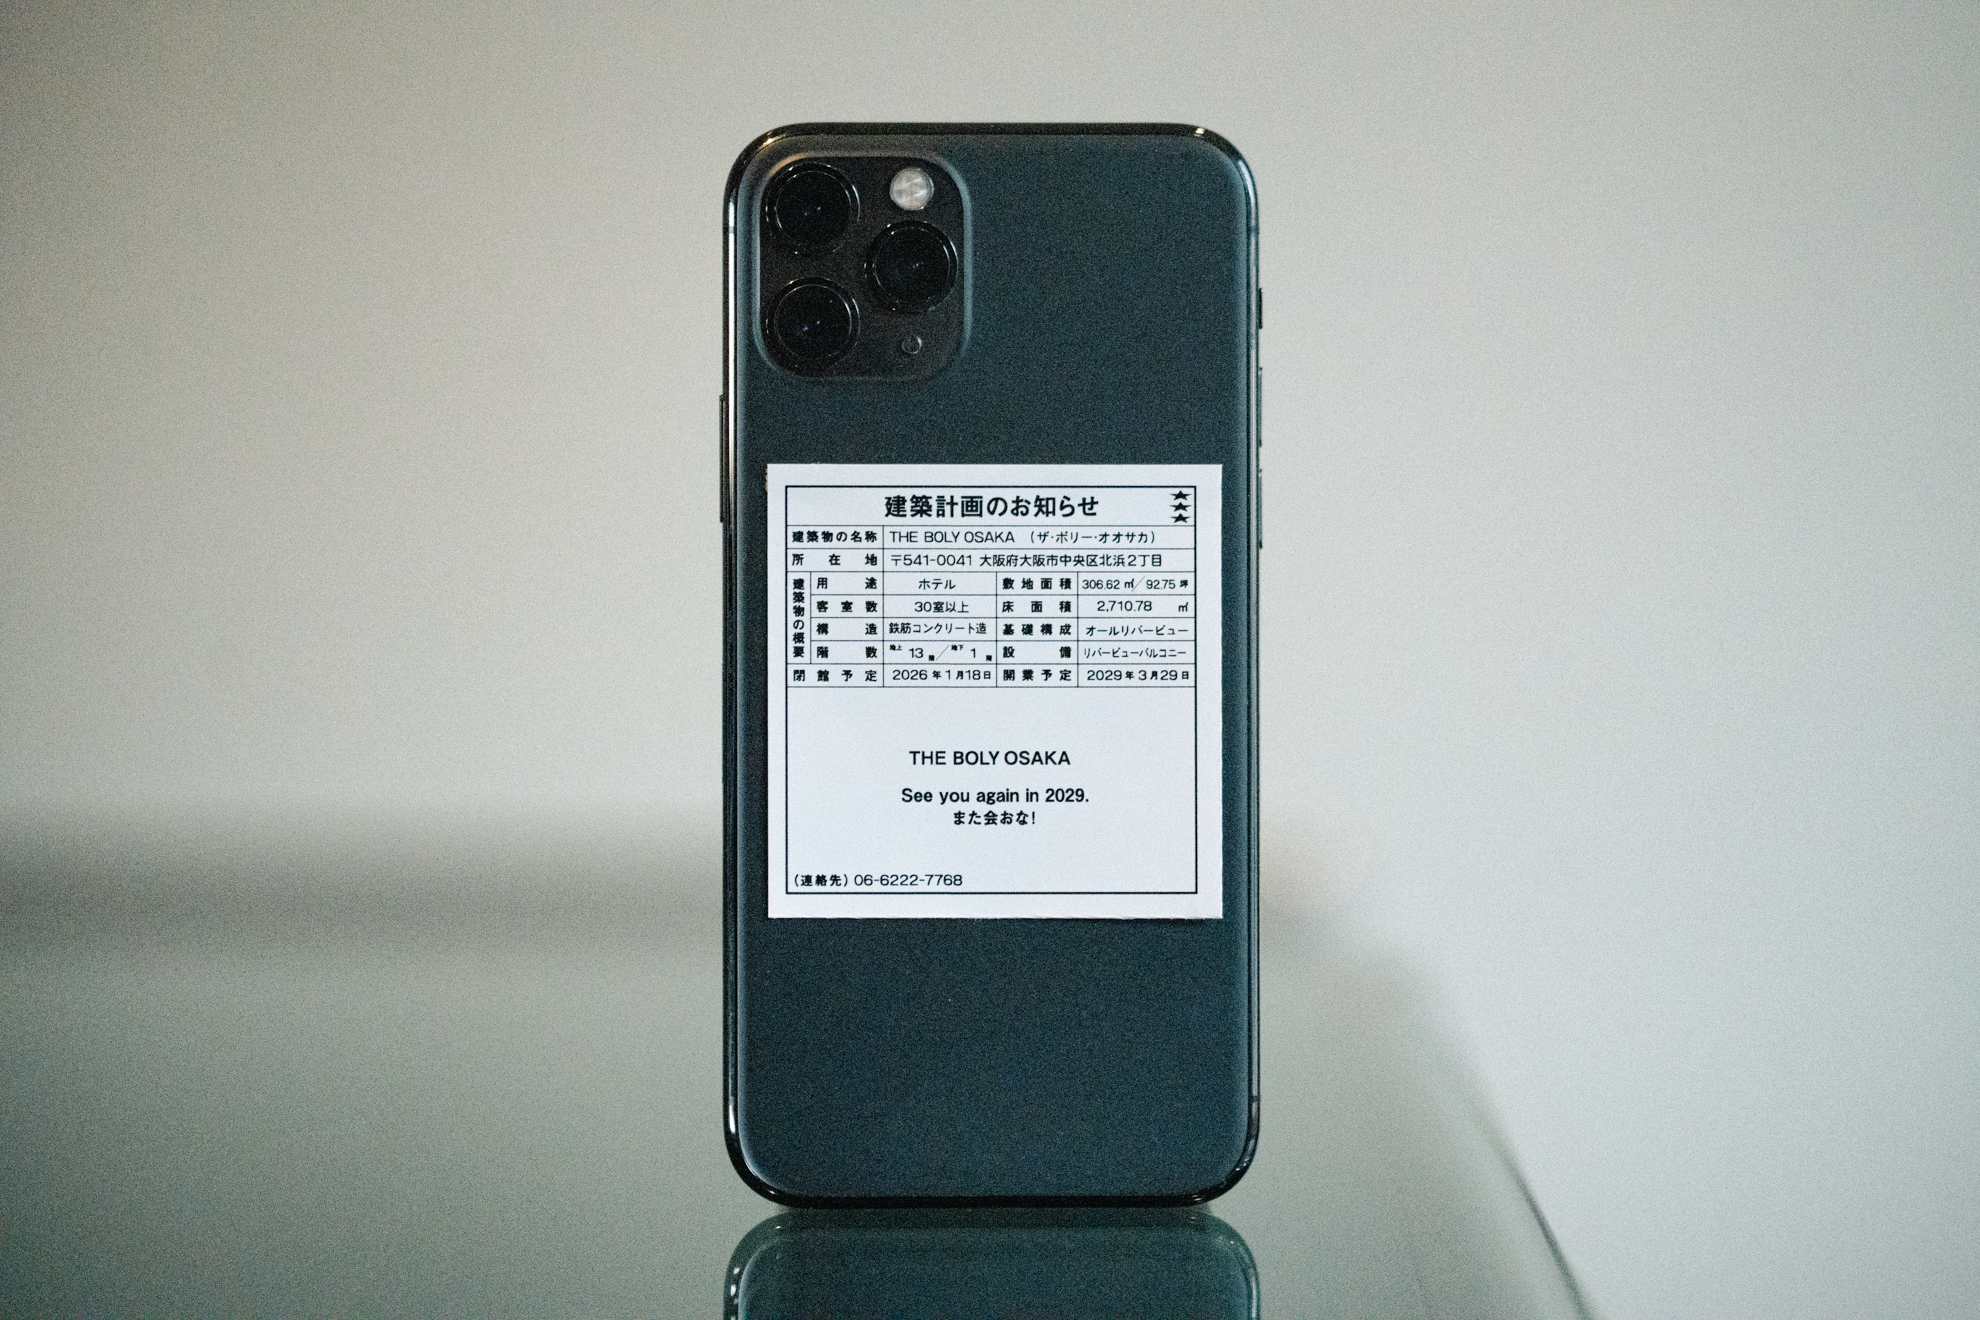 建築計画のお知らせ
建築物の名称 THE BOLY OSAKA （ザ・ボリー・オオサカ）
所在地 〒541-0041 大阪府大阪市中央区北浜2丁目
建築物の概要
用途 ホテル 敷地面積 306.62 ㎡／92.75 坪
客室数 30室以上 床面積 2,710.78 ㎡
構造 鉄筋コンクリート造 基礎構成 オールリバービュー
階数 地上 13 階／地下 1 階 設備 リバービューバルコニー
閉館予定 2026年1月18日 開業予定 2029年3月29日
THE BOLY OSAKA
See you again in 2029.
また会おな!
（連絡先）06-6222-7768